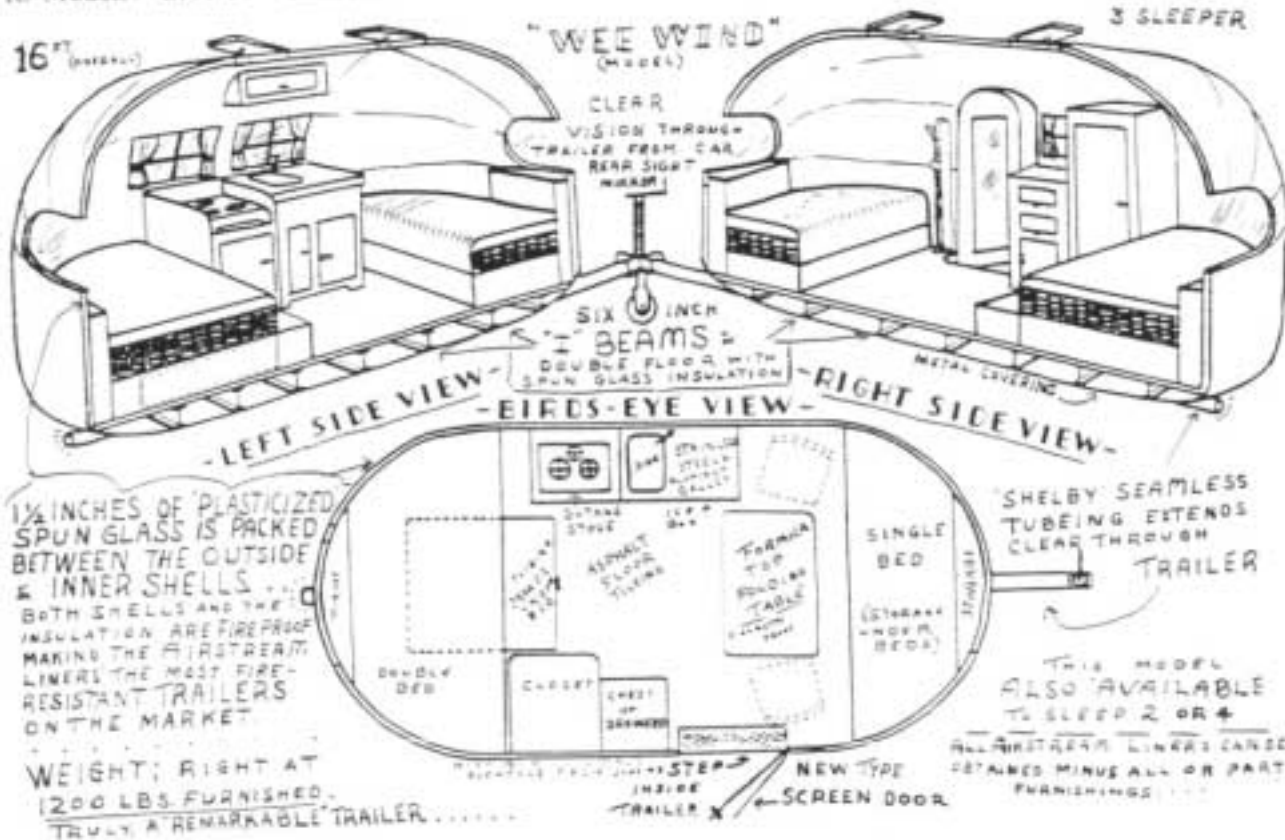 16 FT
"WEE WIND"
(MODEL)
3 SLEEPER
CLEAR
VISION THROUGH
TRAILER FROM CAR
REAR SIGHT
MIRROR!
SIX INCH
"I" BEAMS
DOUBLE FLOOR WITH
SPUN GLASS INSULATION
METAL COVERING
-LEFT SIDE VIEW-
-BIRDS-EYE VIEW-
-RIGHT SIDE VIEW-
1½ INCHES OF PLASTICIZED
SPUN GLASS IS PACKED
BETWEEN THE OUTSIDE
& INNER SHELLS...
BOTH SHELLS AND THE
INSULATION ARE FIREPROOF
MAKING THE AIRSTREAM
LINERS THE MOST FIRE-
RESISTANT TRAILERS
ON THE MARKET.
WEIGHT; RIGHT AT
1200 LBS. FURNISHED.
TRULY A REMARKABLE TRAILER......
SINK
STOVE
ICE
BOX
ASPHALT
FLOOR
TILEING
FORMICA
TOP
FOLDING
TABLE
SINGLE
BED
(STORAGE
UNDER
BEDS)
DOUBLE
BED
CLOSET
CHEST
OF
DRAWERS
STEP
INSIDE
TRAILER
NEW TYPE
SCREEN DOOR
SHELBY SEAMLESS
TUBEING EXTENDS
CLEAR THROUGH
TRAILER
THIS MODEL
ALSO AVAILABLE
TO SLEEP 2 OR 4
ALL AIRSTREAM LINERS CAN BE
OBTAINED MINUS ALL OR PART
FURNISHINGS....